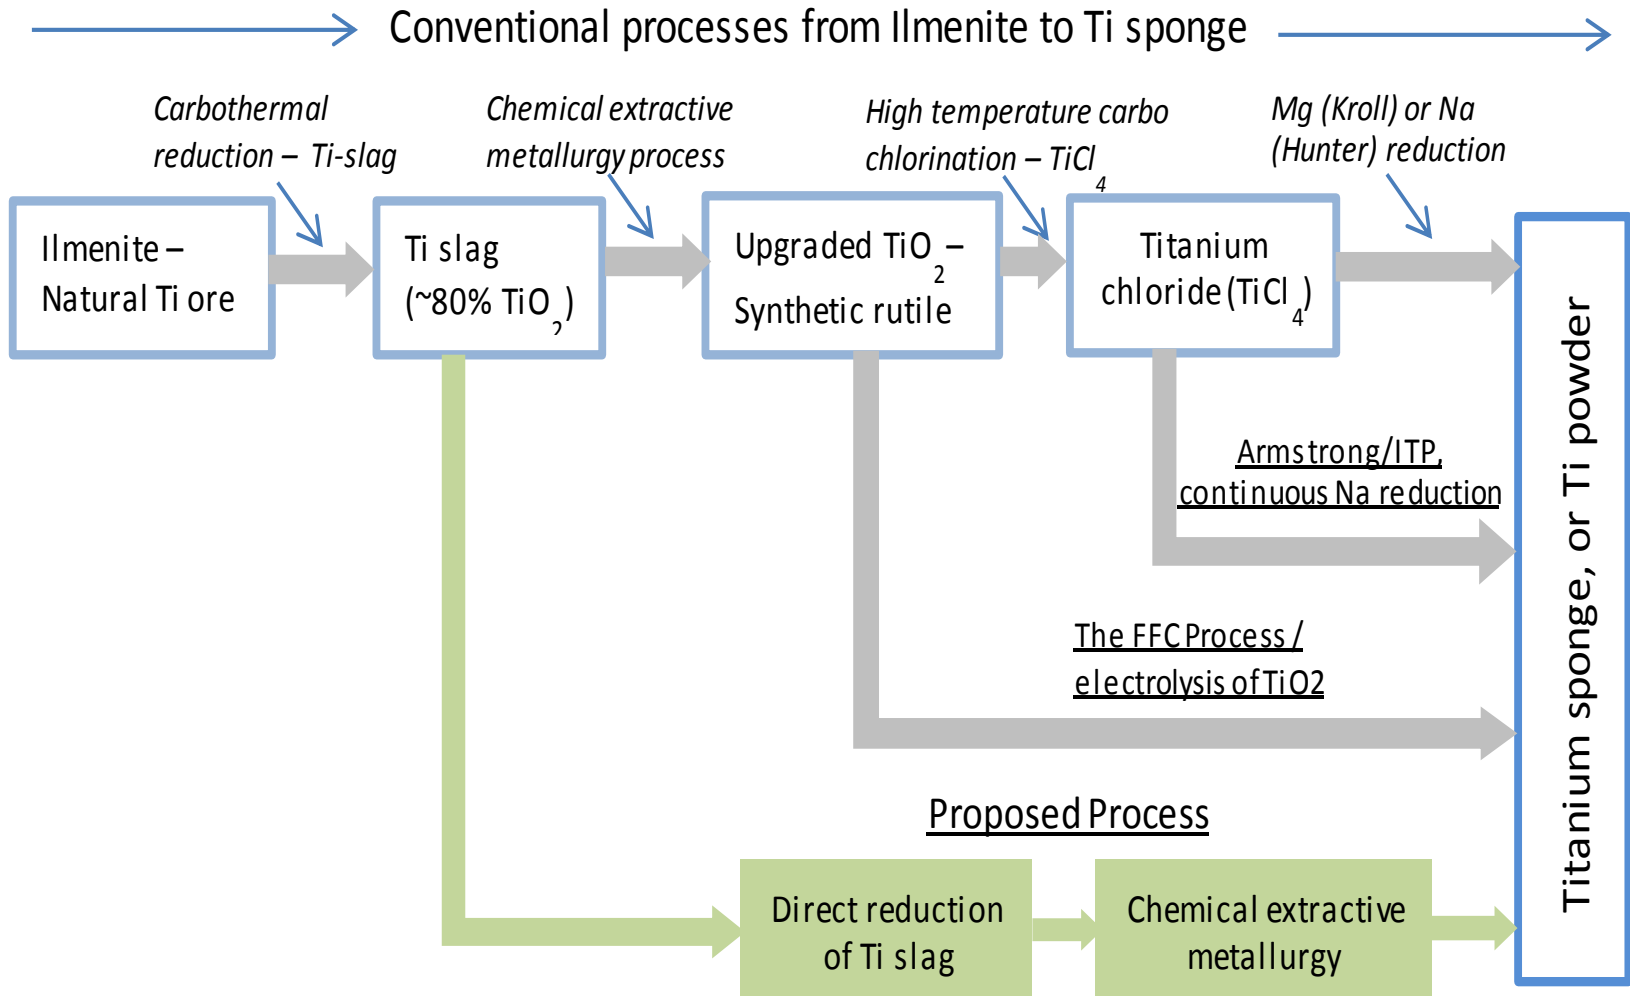 Conventional processes from Ilmenite to Ti sponge
Carbothermal
reduction – Ti-slag
Chemical extractive
metallurgy process
High temperature carbo
chlorination – TiCl4
Mg (Kroll) or Na
(Hunter) reduction
Ilmenite –
Natural Ti ore
Ti slag
(~80% TiO2)
Upgraded TiO2 –
Synthetic rutile
Titanium
chloride (TiCl4)
Titanium sponge, or Ti powder
Armstrong/ITP,
continuous Na reduction
The FFC Process /
electrolysis of TiO2
Proposed Process
Direct reduction
of Ti slag
Chemical extractive
metallurgy